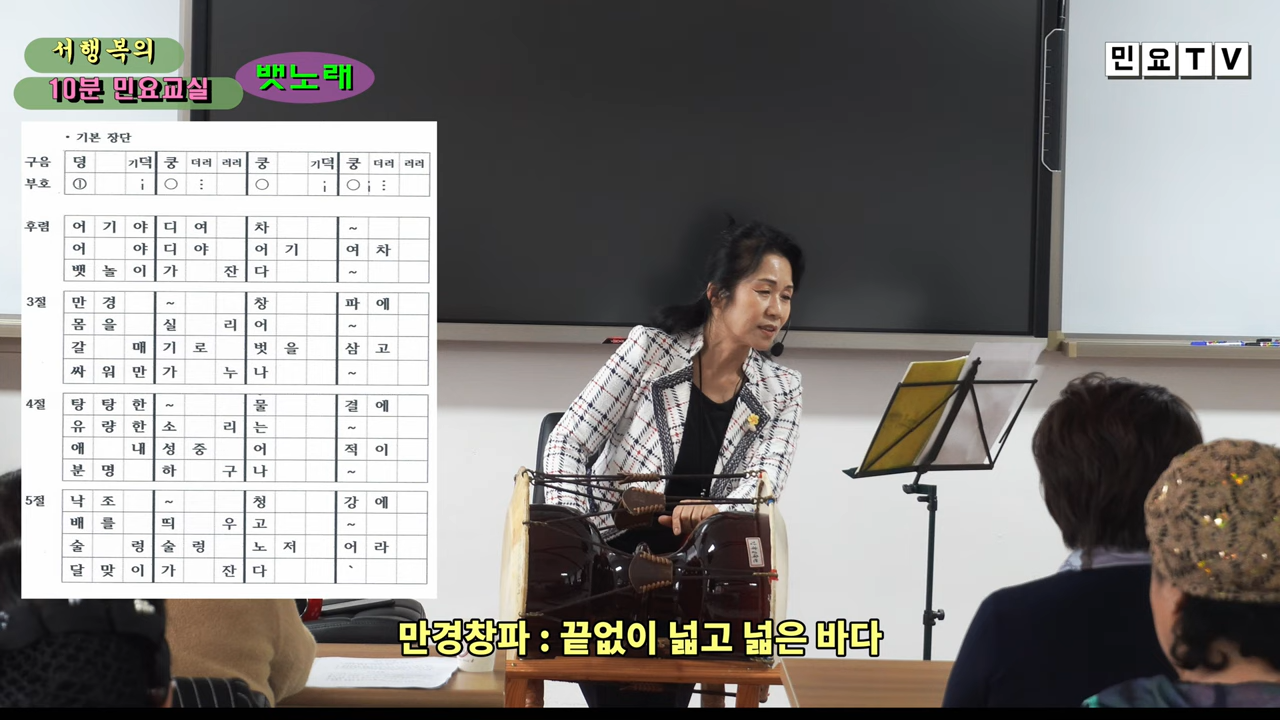 서행복의
10분 민요교실
뱃노래
민요TV
• 기본 장단
구음 덩 기덕 쿵 더러 러러 쿵 기덕 쿵 더러 러러
부호
후렴 어 기 야 디 여 차 ~
어 야 디 야 어 기 여 차
뱃 놀 이 가 잔 다 ~
3절 만 경 ~ 창 파 에
몸 을 실 리 어 ~
갈 매 기 로 벗 을 삼 고
싸 워 만 가 누 나 ~
4절 탕 탕 한 ~ 물 결 에
유 량 한 소 리 는 ~
애 내 성 중 어 적 이
분 명 하 구 나 ~
5절 낙 조 ~ 청 강 에
배 를 띄 우 고 ~
술 렁 술 렁 노 저 어 라
달 맞 이 가 잔 다 `
만경창파 : 끝없이 넓고 넓은 바다